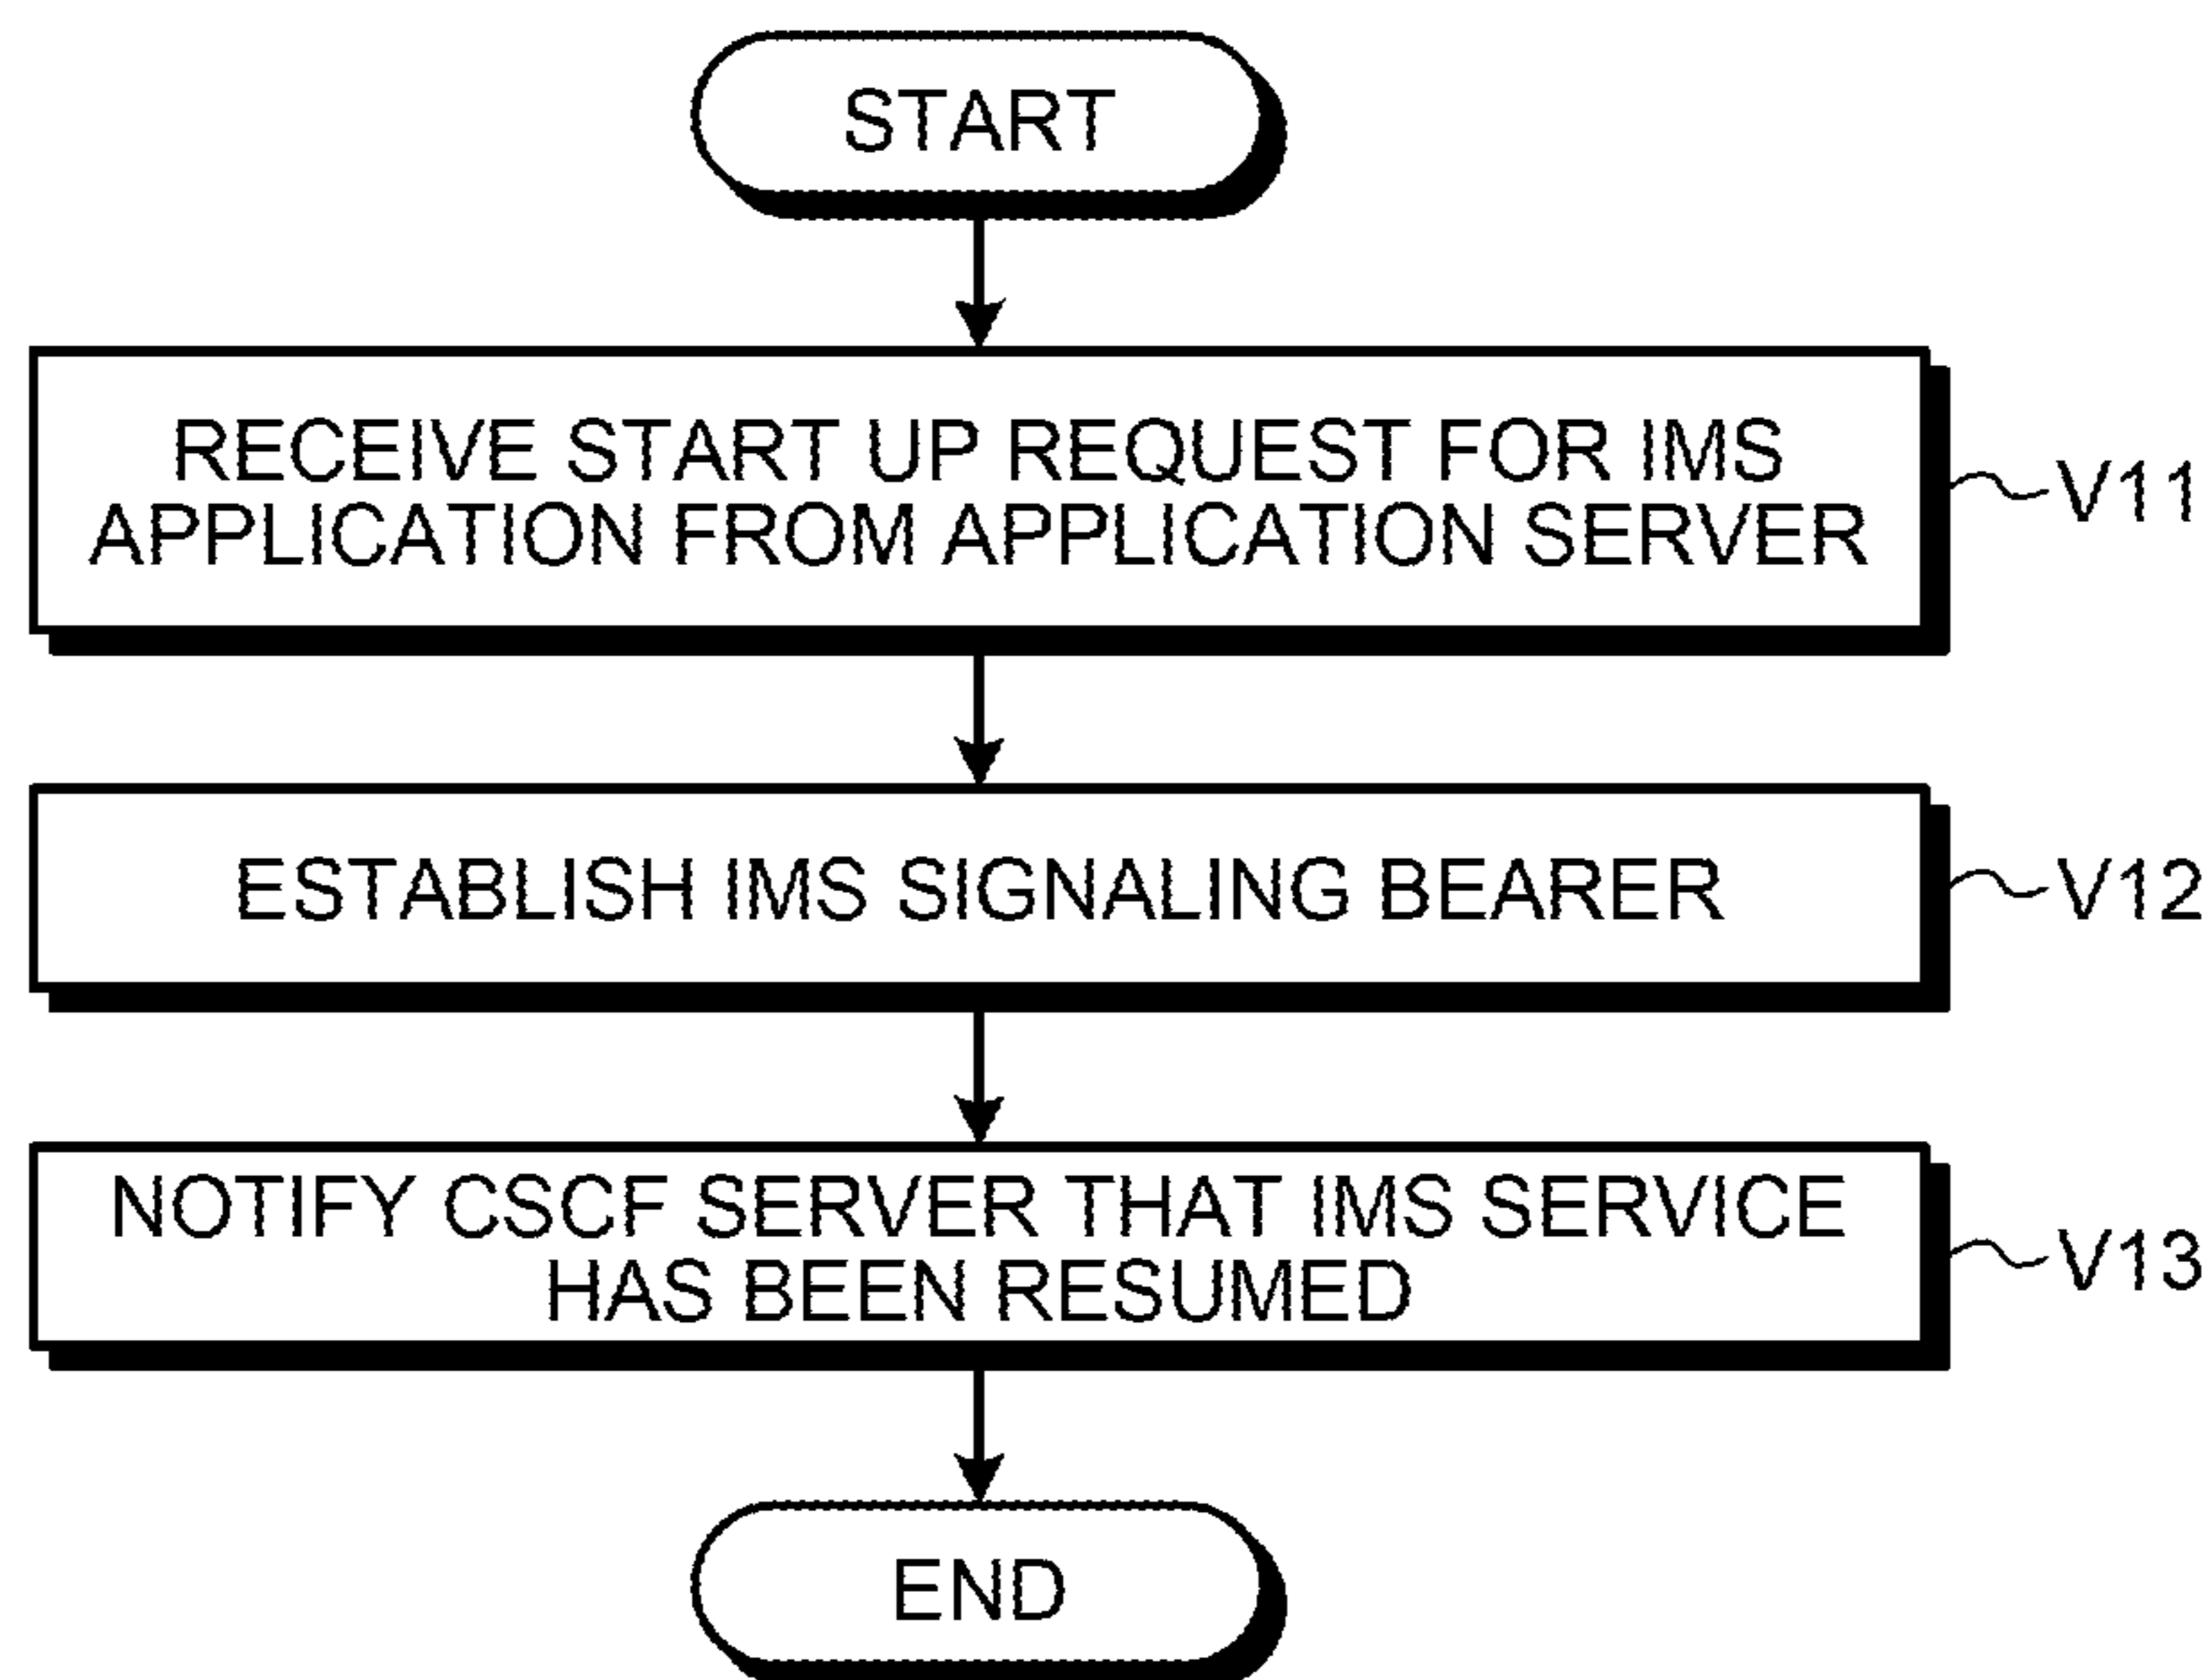 START
RECEIVE START UP REQUEST FOR IMS
APPLICATION FROM APPLICATION SERVER
V11
ESTABLISH IMS SIGNALING BEARER
V12
NOTIFY CSCF SERVER THAT IMS SERVICE
HAS BEEN RESUMED
V13
END